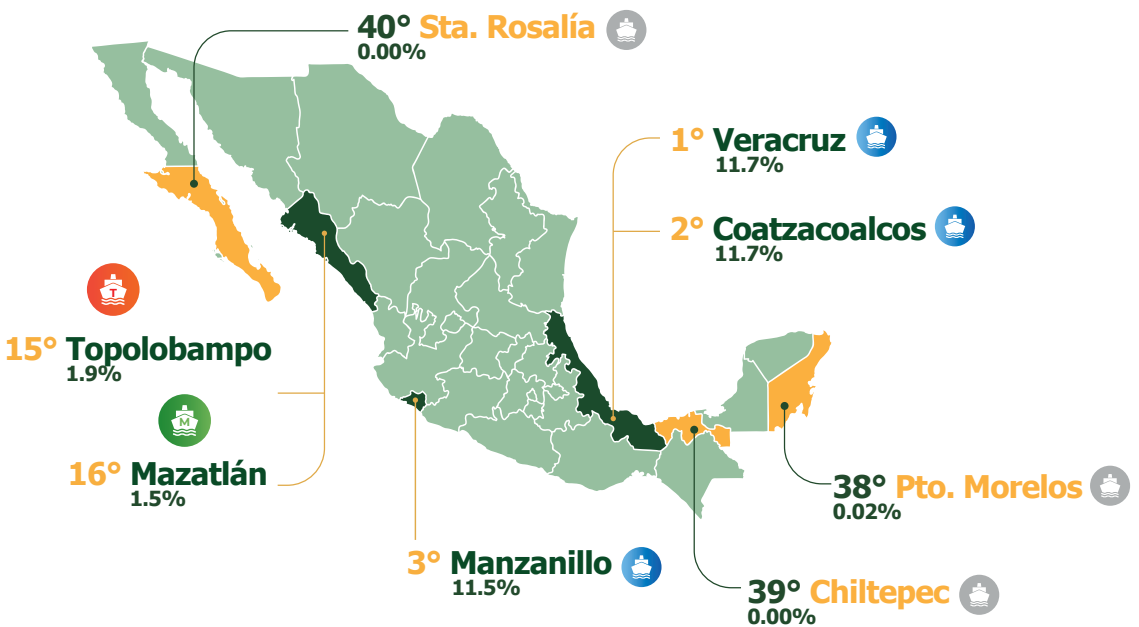 40° Sta. Rosalía
0.00%
1° Veracruz
11.7%
2° Coatzacoalcos
11.7%
T
15° Topolobampo
1.9%
M
16° Mazatlán
1.5%
38° Pto. Morelos
0.02%
3° Manzanillo
11.5%
39° Chiltepec
0.00%